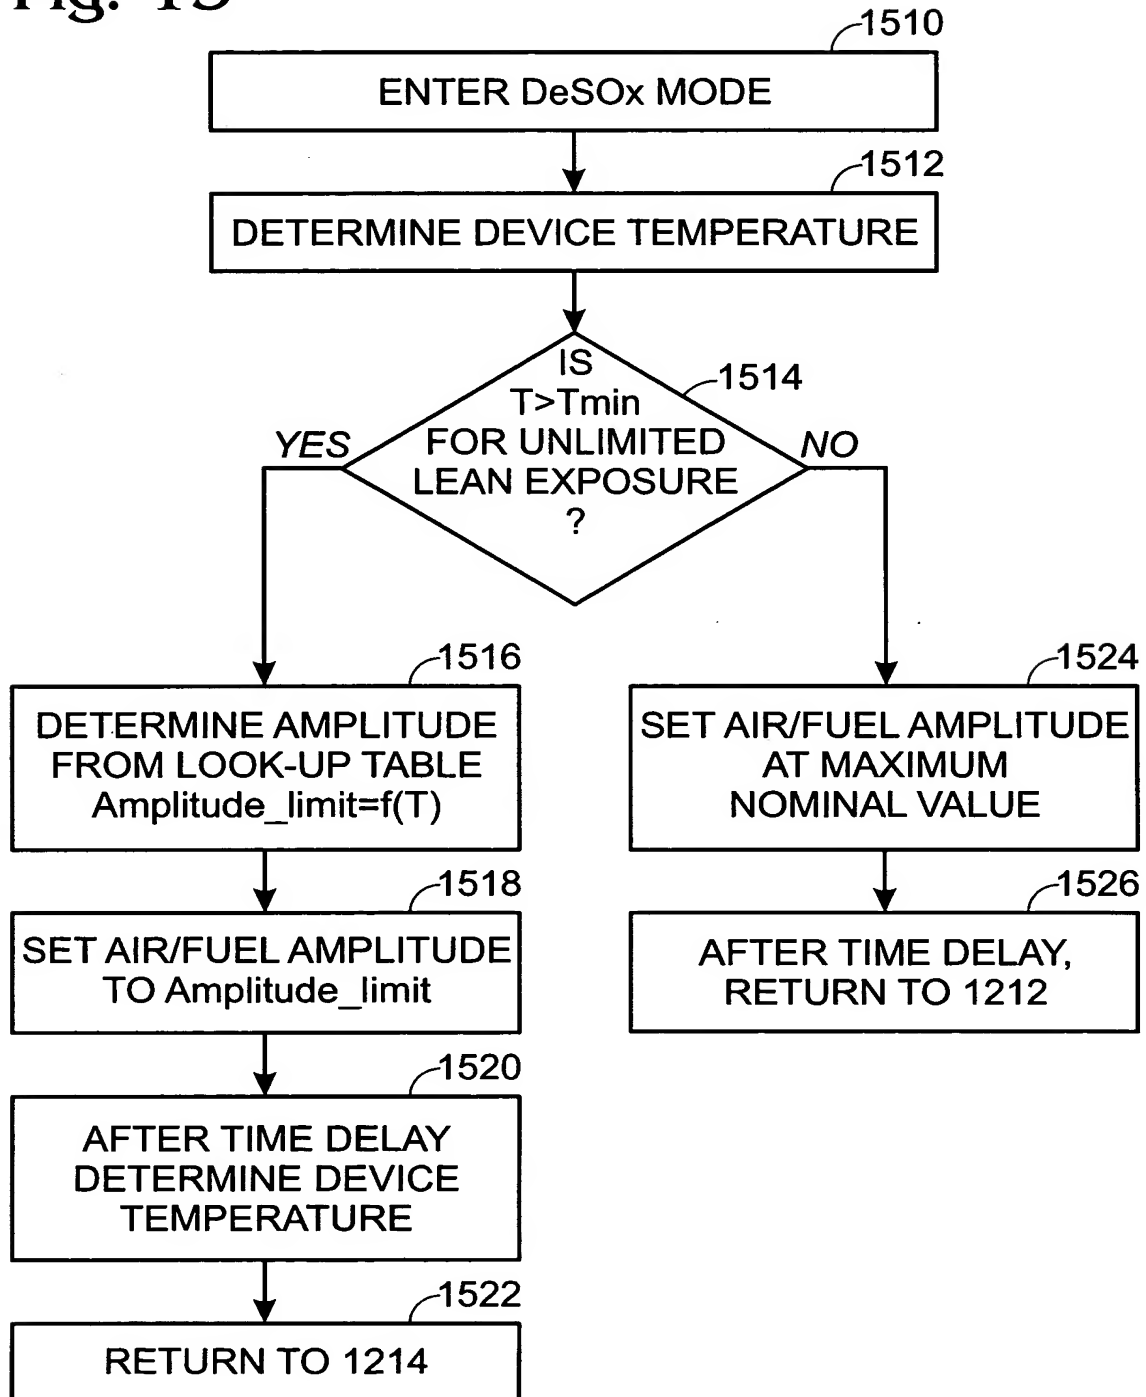 Fig. 15
1510
ENTER DeSOx MODE
1512
DETERMINE DEVICE TEMPERATURE
1514
IS
T>Tmin
FOR UNLIMITED
LEAN EXPOSURE
?
YES
NO
1516
DETERMINE AMPLITUDE
FROM LOOK-UP TABLE
Amplitude_limit=f(T)
1518
SET AIR/FUEL AMPLITUDE
TO Amplitude_limit
1520
AFTER TIME DELAY
DETERMINE DEVICE
TEMPERATURE
1522
RETURN TO 1214
1524
SET AIR/FUEL AMPLITUDE
AT MAXIMUM
NOMINAL VALUE
1526
AFTER TIME DELAY,
RETURN TO 1212